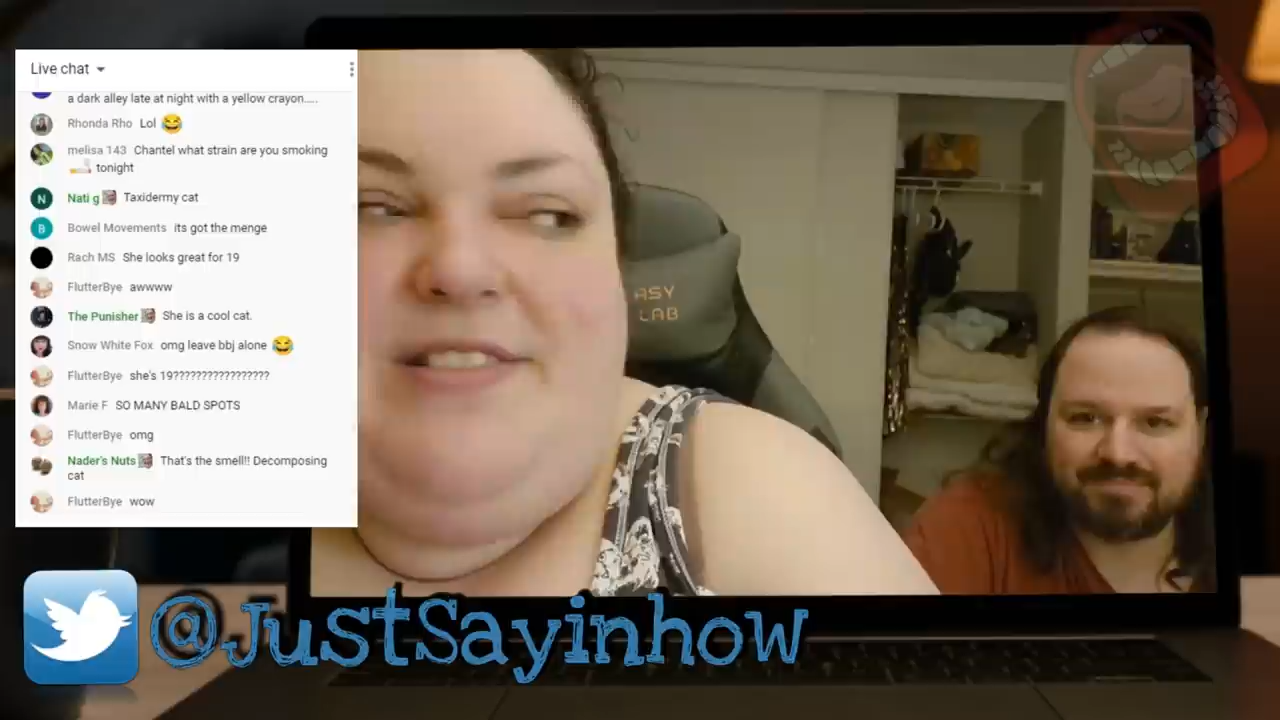 Live chat
a dark alley late at night with a yellow crayon.....
Rhonda Rho Lol 😂
melisa 143 Chantel what strain are you smoking
🚬 tonight
N Nati g Taxidermy cat
B Bowel Movements its got the menge
Rach MS She looks great for 19
FlutterBye awwww
The Punisher She is a cool cat.
Snow White Fox omg leave bbj alone 😂
FlutterBye she's 19?????????????????
Marie F SO MANY BALD SPOTS
FlutterBye omg
Nader's Nuts That's the smell!! Decomposing
cat
FlutterBye wow
ASY
LAB
@JustSayinhow